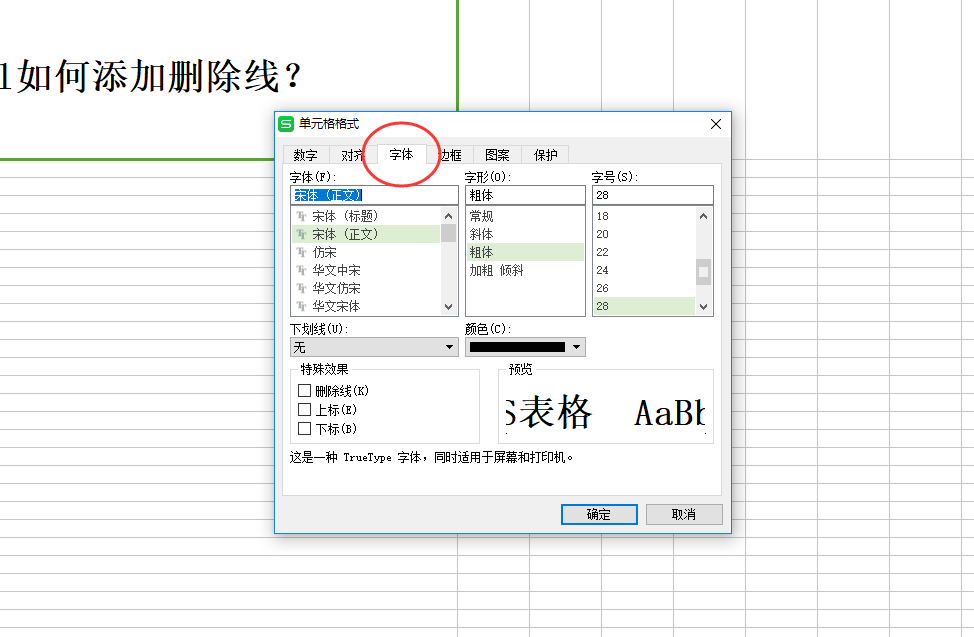 1如何添加删除线？
单元格格式
数字 对齐 字体 边框 图案 保护
字体(F): 字形(O): 字号(S):
宋体 (正文) 粗体 28
宋体 (标题) 常规 18
宋体 (正文) 斜体 20
仿宋 粗体 22
华文中宋 加粗 倾斜 24
华文仿宋 26
华文宋体 28
下划线(U): 颜色(C):
无
特殊效果 预览
删除线(K)
上标(E)
下标(B)
S表格 AaBb
这是一种 TrueType 字体，同时适用于屏幕和打印机。
确定 取消